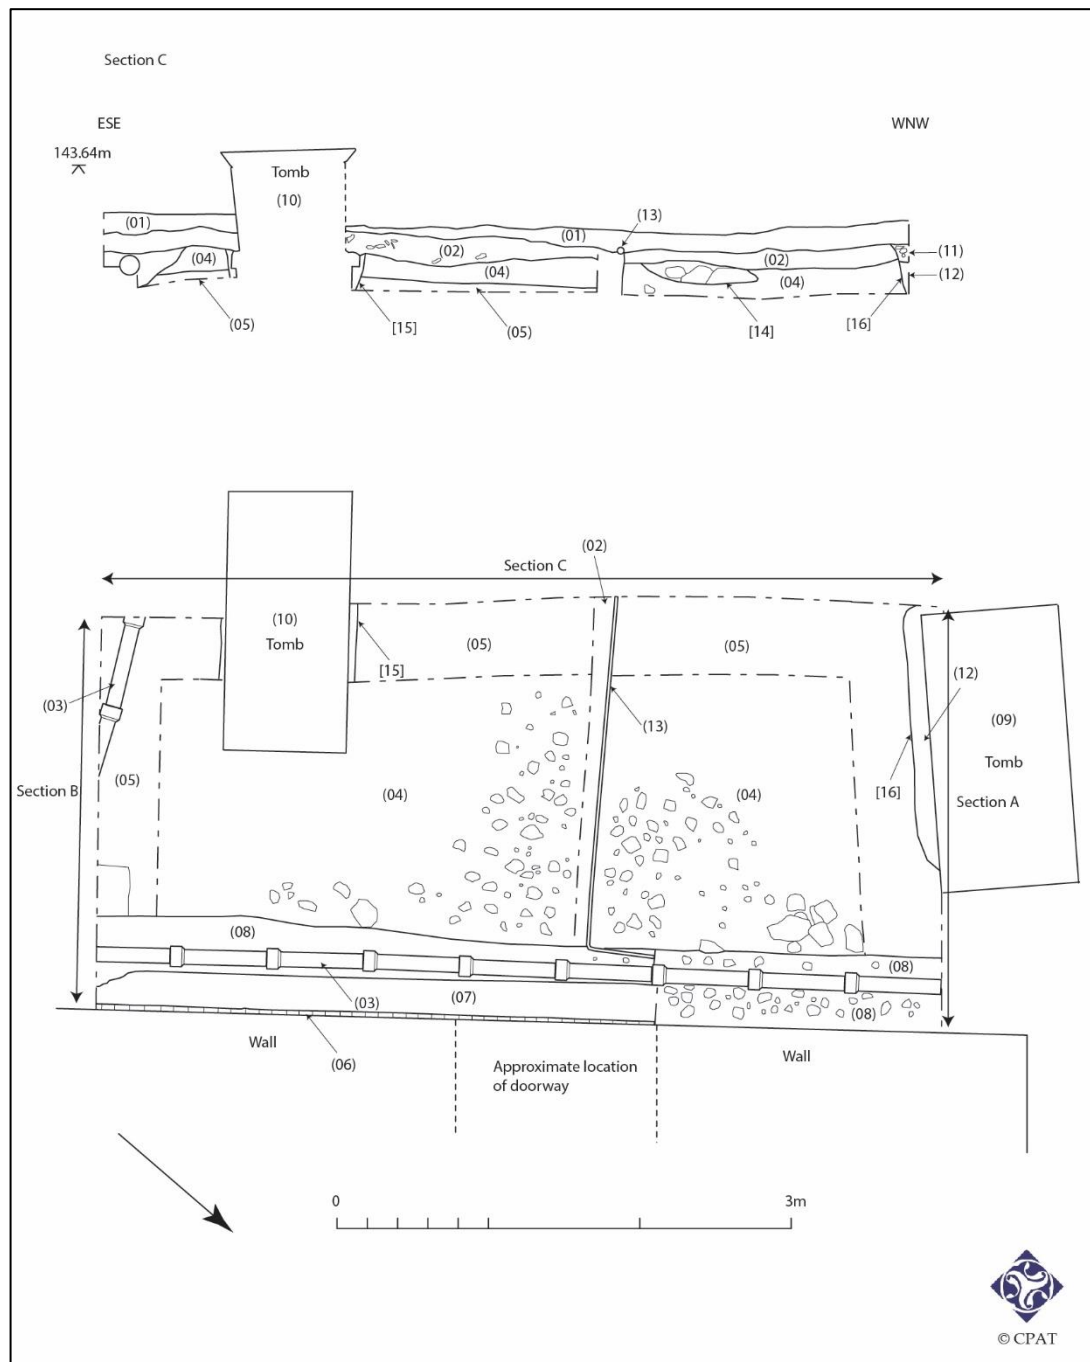 Section C
ESE
WNW
143.64m
Tomb
(10)
(01)
(13)
(01)
(02)
(02)
(11)
(04)
(04)
(04)
(12)
(05)
[15]
(05)
[14]
[16]
(02)
Section C
(10)
Tomb
(05)
(05)
[15]
(12)
(03)
(13)
(09)
Tomb
(05)
Section B
(04)
(04)
[16]
Section A
(08)
(08)
(07)
(03)
(08)
Wall
(06)
Approximate location
of doorway
Wall
0
3m
© CPAT